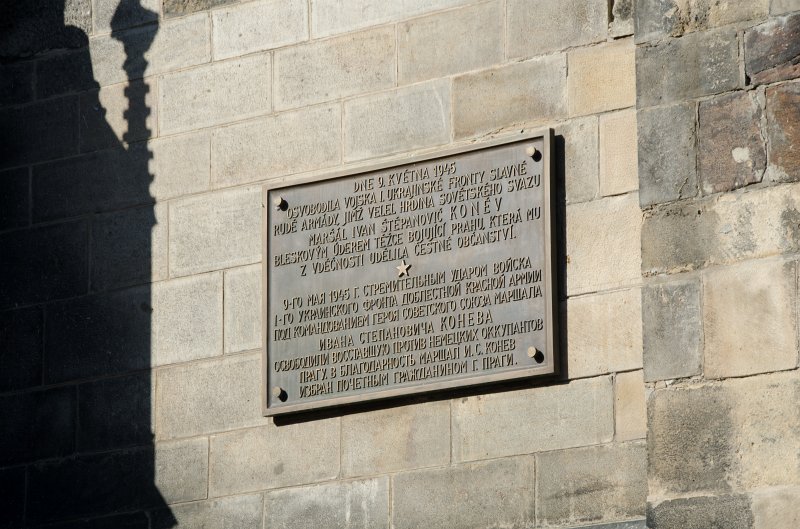 DNE 9. KVĚTNA 1945
OSVOBODILA VOJSKA I. UKRAJINSKÉ FRONTY SLAVNÉ
RUDÉ ARMÁDY, JIMŽ VELEL HRDINA SOVĚTSKÉHO SVAZU
MARŠÁL IVAN ŠTĚPANOVIČ KONĚV
BLESKOVÝM ÚDEREM TĚŽCE BOJUJÍCÍ PRAHU, KTERÁ MU
Z VDĚČNOSTI UDĚLILA ČESTNÉ OBČANSTVÍ.
9-ГО МАЯ 1945 Г. СТРЕМИТЕЛЬНЫМ УДАРОМ ВОЙСКА
I-ГО УКРАИНСКОГО ФРОНТА ДОБЛЕСТНОЙ КРАСНОЙ АРМИИ
ПОД КОМАНДОВАНИЕМ ГЕРОЯ СОВЕТСКОГО СОЮЗА МАРШАЛА
ИВАНА СТЕПАНОВИЧА КОНЕВА
ОСВОБОДИЛИ ВОССТАВШУЮ ПРОТИВ НЕМЕЦКИХ ОККУПАНТОВ
ПРАГУ. В БЛАГОДАРНОСТЬ МАРШАЛ И.С. КОНЕВ
ИЗБРАН ПОЧЕТНЫМ ГРАЖДАНИНОМ Г. ПРАГИ.